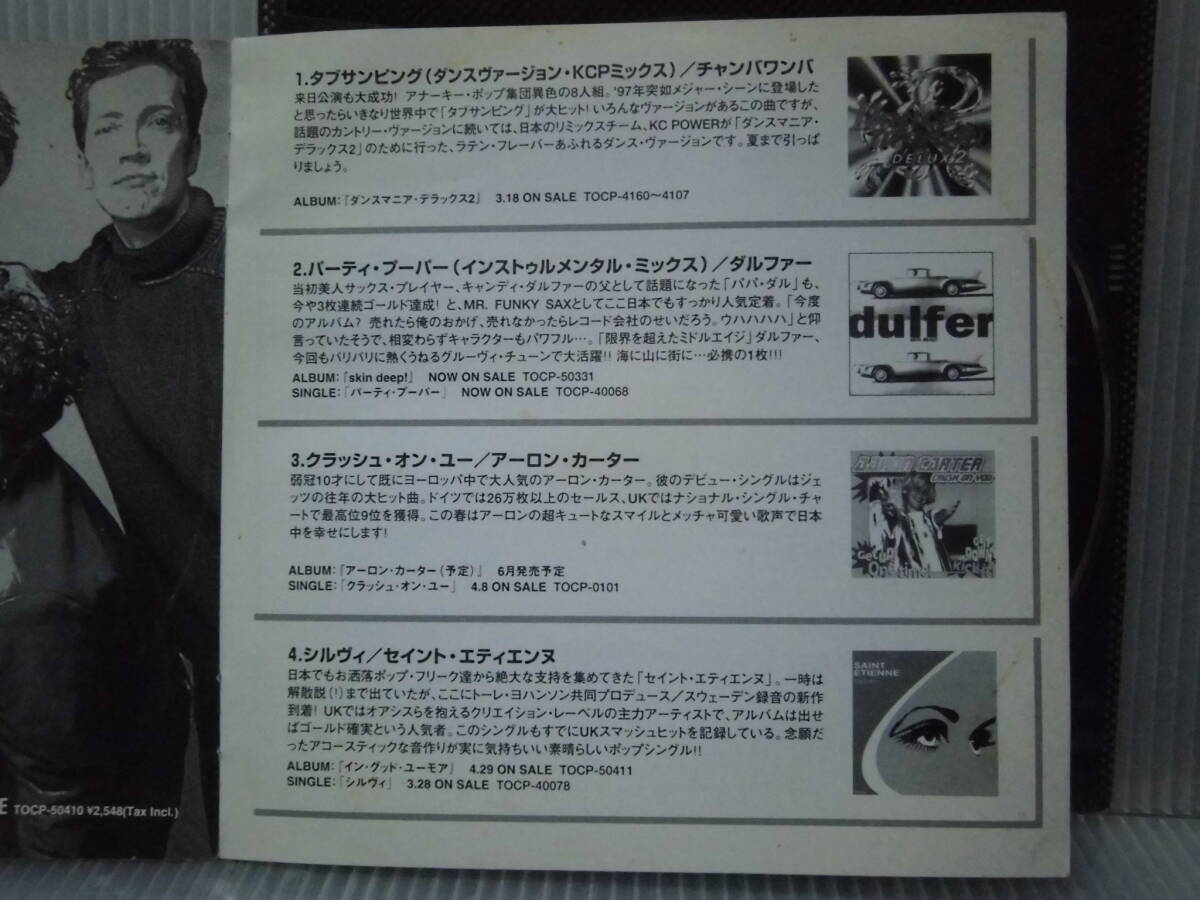 1.タブサンピング(ダンスヴァージョン・KCPミックス)/チャンバワンバ
来日公演も大成功! アナーキー・ポップ集団異色の8人組。'97年突如メジャー・シーンに登場した
と思ったらいきなり世界中で「タブサンピング」が大ヒット! いろんなヴァージョンがあるこの曲ですが、
話題のカントリー・ヴァージョンに続いては、日本のリミックスチーム、KC POWERが「ダンスマニア・
デラックス2」のために行った、ラテン・フレーバーあふれるダンス・ヴァージョンです。夏まで引っぱ
りましょう。
ALBUM:『ダンスマニア・デラックス2』 3.18 ON SALE TOCP-4160〜4107
DELUX 2
2.パーティ・プーパー(インストゥルメンタル・ミックス)/ダルファー
当初美人サックス・プレイヤー、キャンディ・ダルファーの父として話題になった「パパ・ダル」も、
今や3枚連続ゴールド達成! と、MR. FUNKY SAXとしてここ日本でもすっかり人気定着。「今度
のアルバム? 売れたら俺のおかげ、売れなかったらレコード会社のせいだろう。ウハハハハ」と仰
言っていたそうで、相変わらずキャラクターもパワフル…。「限界を超えたミドルエイジ」ダルファー、
今回もバリバリに熱くうねるグルーヴィ・チューンで大活躍!! 海に山に街に…必携の1枚!!!
ALBUM:『skin deep!』 NOW ON SALE TOCP-50331
SINGLE:「パーティ・プーパー」 NOW ON SALE TOCP-40068
dulfer
3.クラッシュ・オン・ユー/アーロン・カーター
弱冠10才にして既にヨーロッパ中で大人気のアーロン・カーター。彼のデビュー・シングルはジェ
ッツの往年の大ヒット曲。ドイツでは26万枚以上のセールス、UKではナショナル・シングル・チャ
ートで最高位9位を獲得。この春はアーロンの超キュートなスマイルとメッチャ可愛い歌声で日本
中を幸せにします!
ALBUM:『アーロン・カーター(予定)』 6月発売予定
SINGLE:「クラッシュ・オン・ユー」 4.8 ON SALE TOCP-0101
AARON CARTER
CRUSH ON YOU
4.シルヴィ/セイント・エティエンヌ
日本でもお洒落ポップ・フリーク達から絶大な支持を集めてきた「セイント・エティエンヌ」。一時は
解散説(!)まで出ていたが、ここにトーレ・ヨハンソン共同プロデュース/スウェーデン録音の新作
到着! UKではオアシスらを抱えるクリエイション・レーベルの主力アーティストで、アルバムは出せ
ばゴールド確実という人気者。このシングルもすでにUKスマッシュヒットを記録している。念願だ
ったアコースティックな音作りが実に気持ちいい素晴らしいポップシングル!!
ALBUM:『イン・グッド・ユーモア』 4.29 ON SALE TOCP-50411
SINGLE:「シルヴィ」 3.28 ON SALE TOCP-40078
SAINT
ETIENNE
E TOCP-50410 ¥2,548(Tax Incl.)